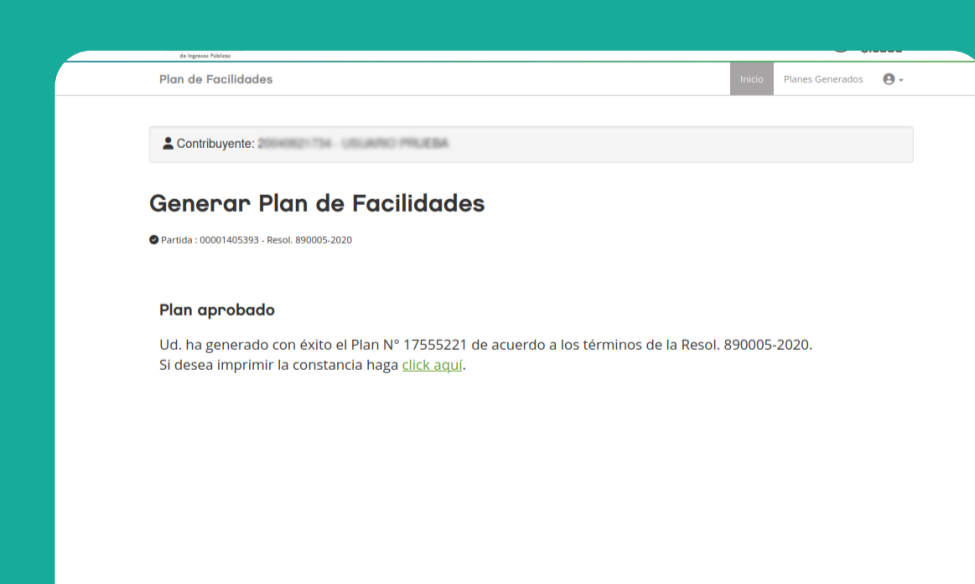 de Ingresos Públicos
Plan de Facilidades
Inicio
Planes Generados
Contribuyente:
Generar Plan de Facilidades
Partida : 00001405393 - Resol. 890005-2020
Plan aprobado
Ud. ha generado con éxito el Plan N° 17555221 de acuerdo a los términos de la Resol. 890005-2020.
Si desea imprimir la constancia haga click aquí.